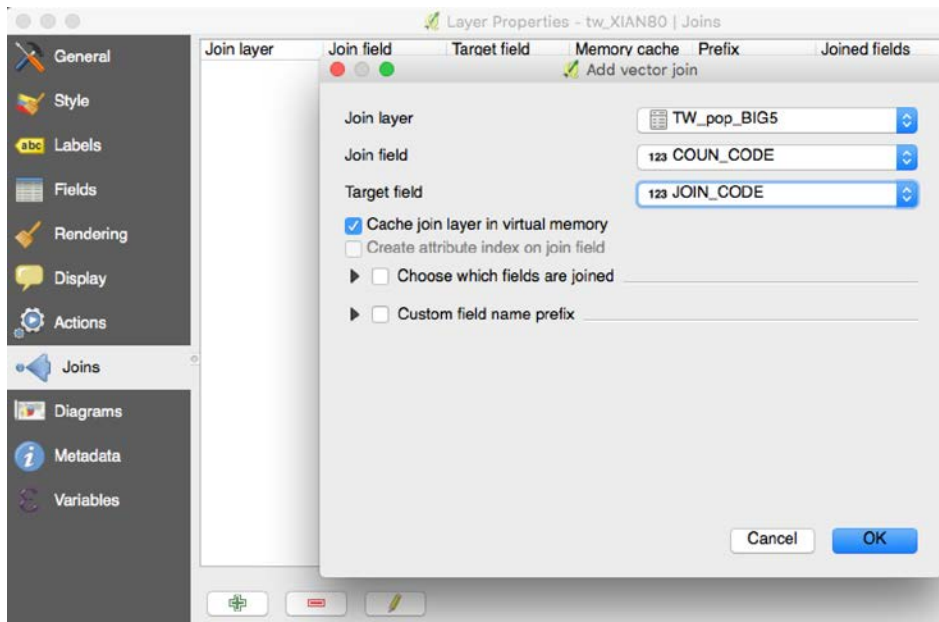 Layer Properties - tw_XIAN80 | Joins
General
Style
abc Labels
Fields
Rendering
Display
Actions
Joins
Diagrams
Metadata
Variables
Join layer Join field Target field Memory cache Prefix Joined fields
Add vector join
Join layer TW_pop_BIG5
Join field 123 COUN_CODE
Target field 123 JOIN_CODE
Cache join layer in virtual memory
Create attribute index on join field
Choose which fields are joined
Custom field name prefix
Cancel OK